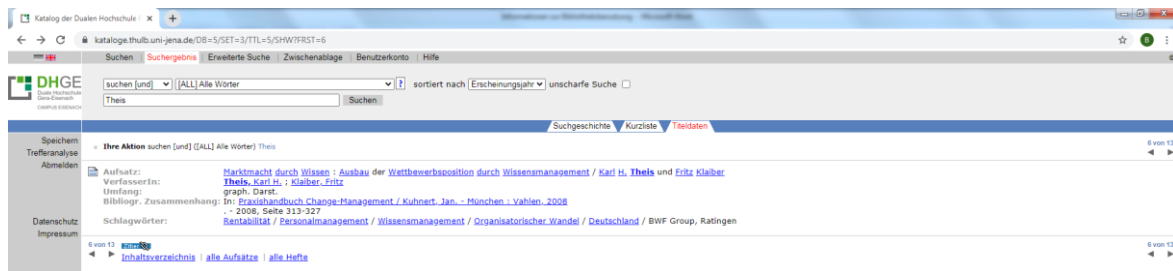 Katalog der Dualen Hochschule
kataloge.thulb.uni-jena.de/DB=5/SET=3/TTL=5/SHW?FRST=6
B
Suchen | Suchergebnis | Erweiterte Suche | Zwischenablage | Benutzerkonto | Hilfe
DHGE
Duale Hochschule
Gera-Eisenach
CAMPUS EISENACH
suchen [und] ([ALL] Alle Wörter) ? sortiert nach Erscheinungsjahr unscharfe Suche
Theis Suchen
Suchgeschichte Kurzliste Titeldaten
Speichern
Trefferanalyse
Abmelden
Datenschutz
Impressum
Ihre Aktion suchen [und] ([ALL] Alle Wörter) Theis
6 von 13
Aufsatz: Marktmacht durch Wissen : Ausbau der Wettbewerbsposition durch Wissensmanagement / Karl H. Theis und Fritz Klaiber
VerfasserIn: Theis, Karl H. ; Klaiber, Fritz
Umfang: graph. Darst.
Bibliogr. Zusammenhang: In: Praxishandbuch Change-Management / Kuhnert, Jan. - München : Vahlen, 2008
. - 2008, Seite 313-327
Schlagwörter: Rentabilität / Personalmanagement / Wissensmanagement / Organisatorischer Wandel / Deutschland / BWF Group, Ratingen
6 von 13
6 von 13
Inhaltsverzeichnis | alle Aufsätze | alle Hefte